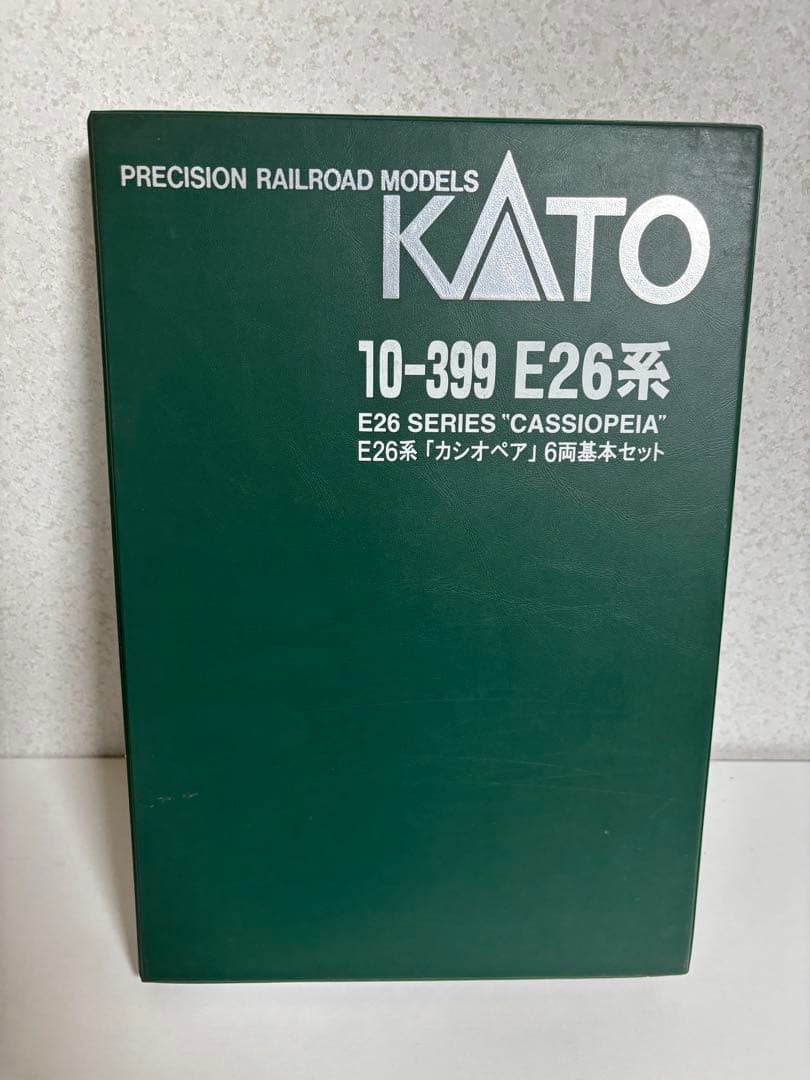 PRECISION RAILROAD MODELS
KATO
10-399 E26系
E26 SERIES "CASSIOPEIA"
E26系「カシオペア」6両基本セット